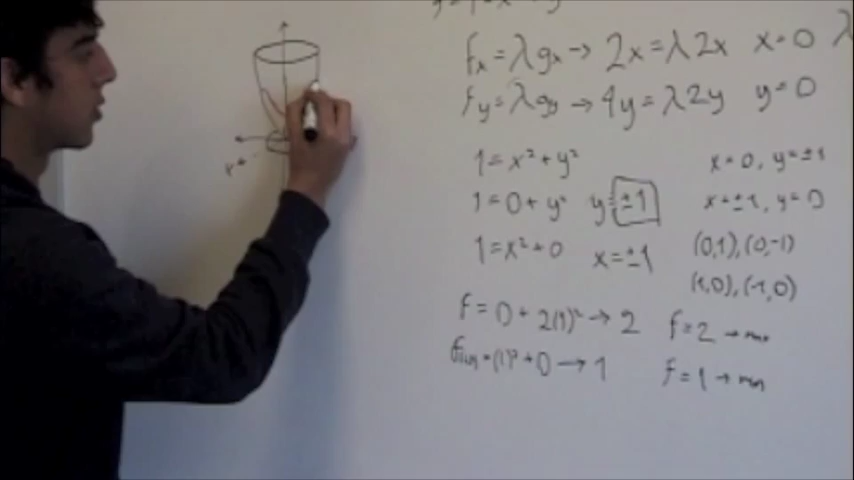 fx = λgx → 2x = λ2x x=0 λ
fy = λgy → 4y = λ2y y=0
1 = x² + y² x=0, y=±1
1 = 0 + y² y=±1 x=±1, y=0
1 = x² + 0 x=±1 (0,1),(0,-1)
(1,0),(-1,0)
f = 0 + 2(1)² → 2 f=2 → max
(1)² + 0 → 1 f=1 → min
x